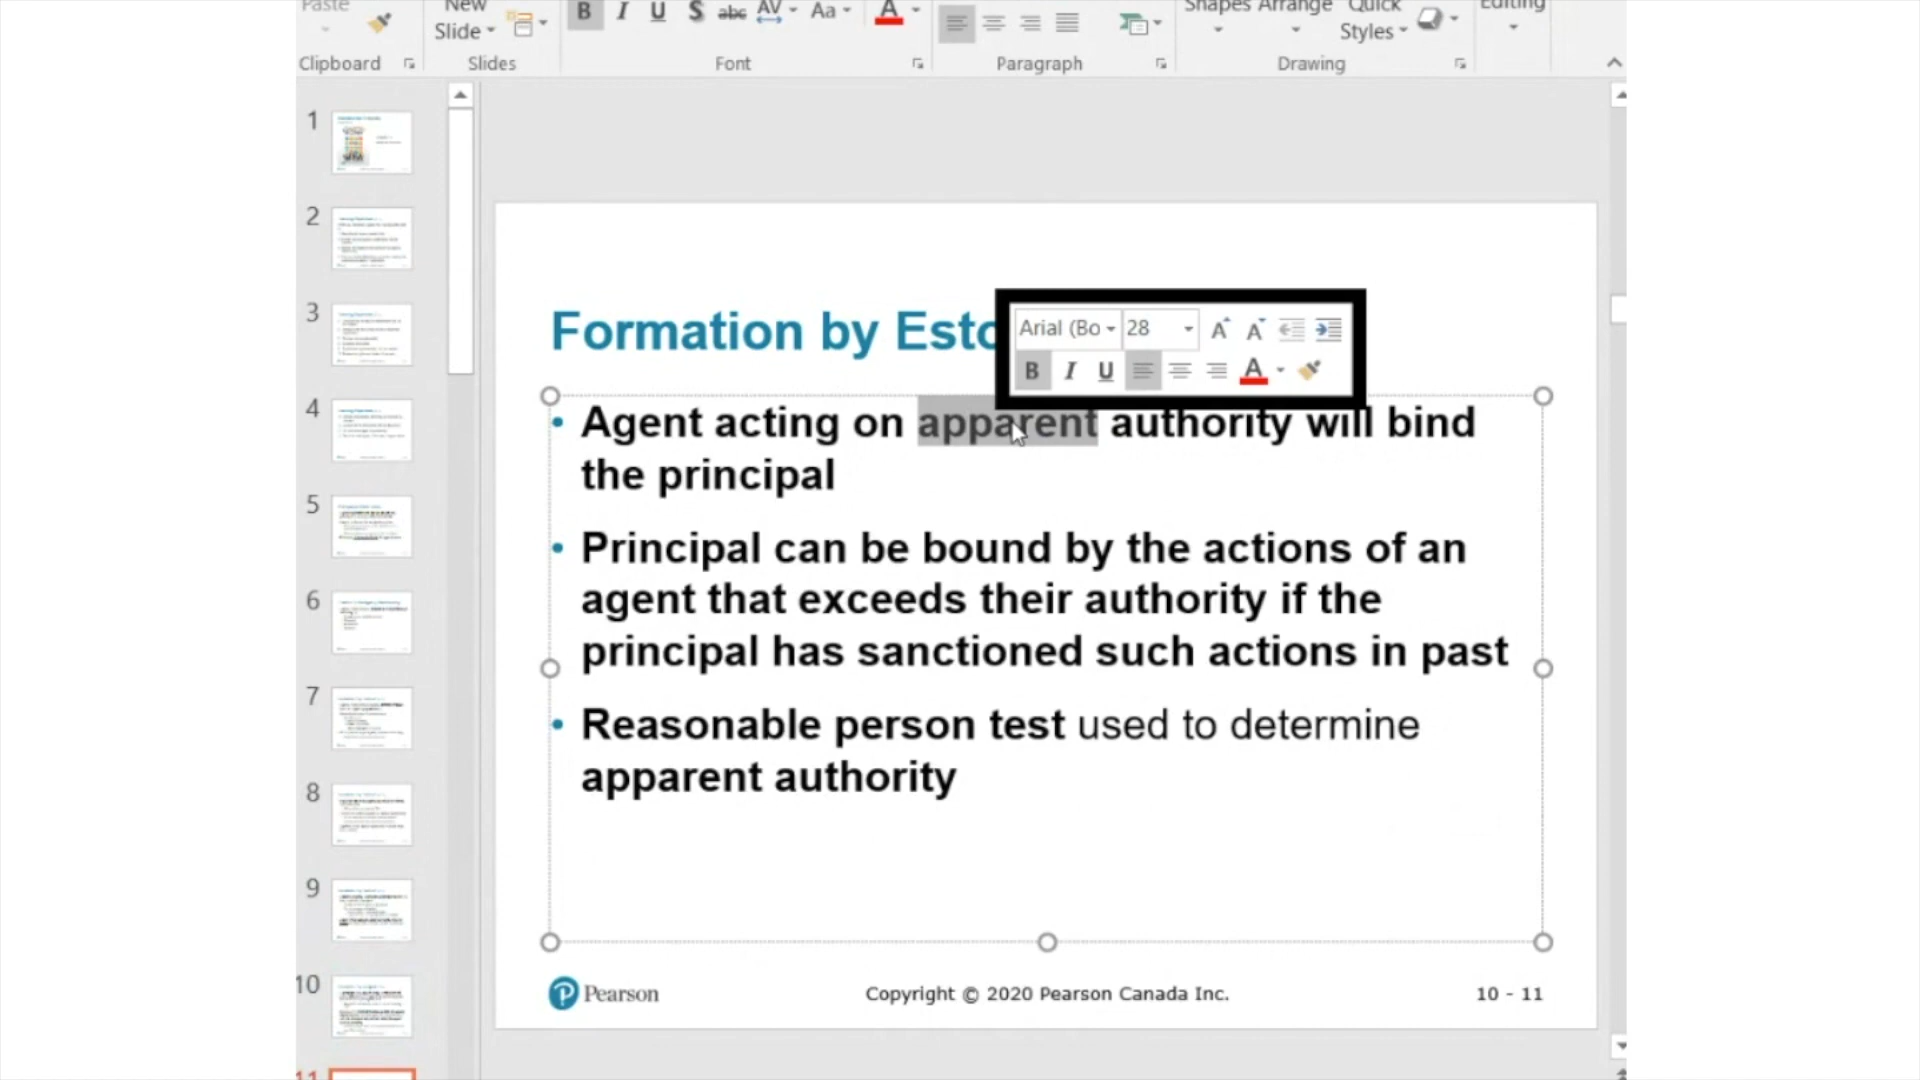 Paste
New
Slide
B I U S abc AV Aa A
Shapes Arrange Quick
Styles
Editing
Clipboard Slides Font Paragraph Drawing
1
2
3
4
5
6
7
8
9
10
11
Formation by Esto
Arial (Bo 28 A A
B I U A
• Agent acting on apparent authority will bind
the principal
• Principal can be bound by the actions of an
agent that exceeds their authority if the
principal has sanctioned such actions in past
• Reasonable person test used to determine
apparent authority
Pearson Copyright © 2020 Pearson Canada Inc. 10 - 11